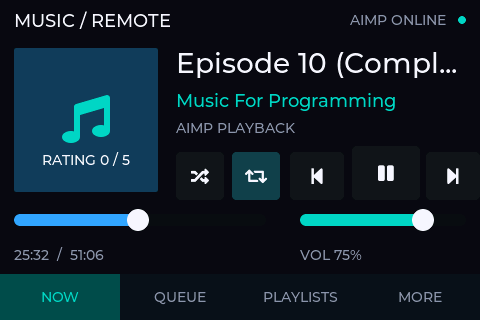 MUSIC / REMOTE
AIMP ONLINE
Episode 10 (Compl...
Music For Programming
AIMP PLAYBACK
RATING 0 / 5
25:32 / 51:06
VOL 75%
NOW
QUEUE
PLAYLISTS
MORE